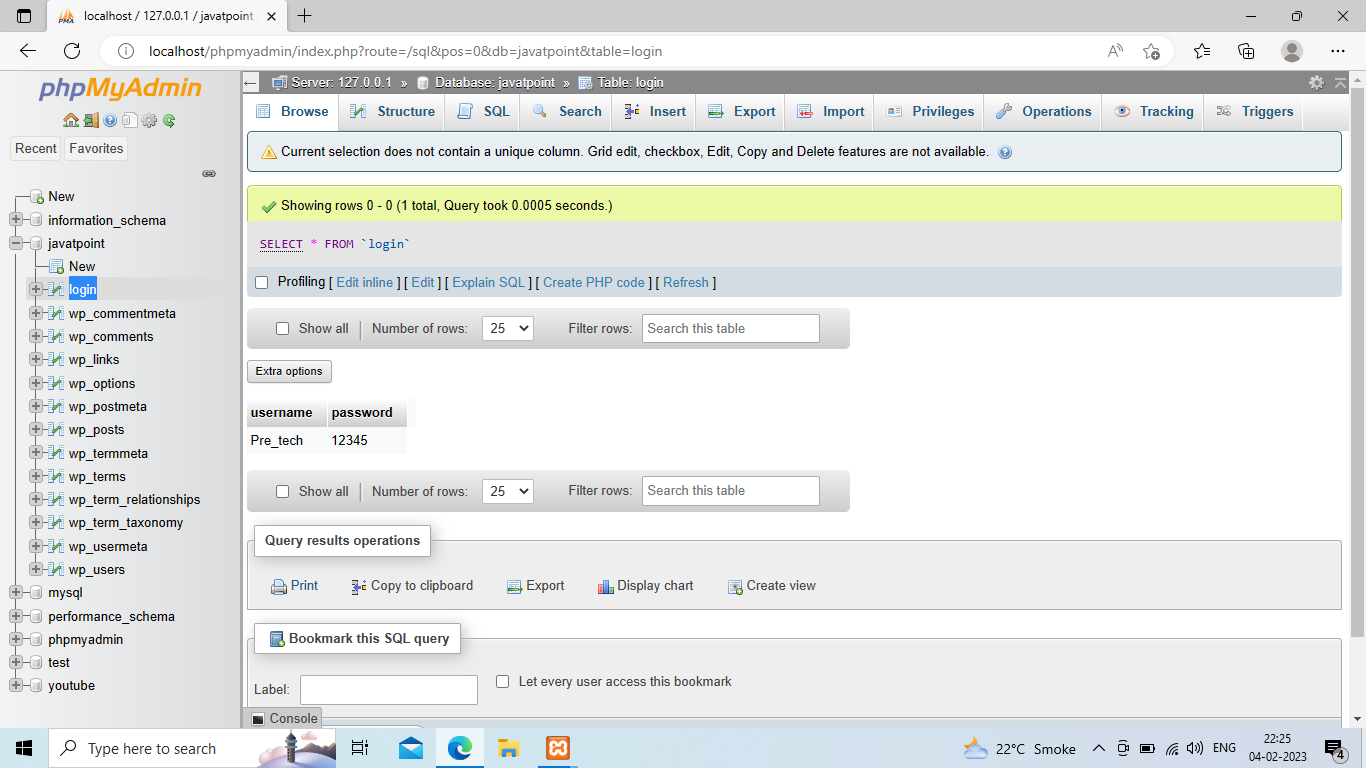 localhost / 127.0.0.1 / javatpoint
localhost/phpmyadmin/index.php?route=/sql&pos=0&db=javatpoint&table=login
phpMyAdmin
Recent Favorites
New
information_schema
javatpoint
New
login
wp_commentmeta
wp_comments
wp_links
wp_options
wp_postmeta
wp_posts
wp_termmeta
wp_terms
wp_term_relationships
wp_term_taxonomy
wp_usermeta
wp_users
mysql
performance_schema
phpmyadmin
test
youtube
Server: 127.0.0.1 » Database: javatpoint » Table: login
Browse Structure SQL Search Insert Export Import Privileges Operations Tracking Triggers
Current selection does not contain a unique column. Grid edit, checkbox, Edit, Copy and Delete features are not available.
Showing rows 0 - 0 (1 total, Query took 0.0005 seconds.)
SELECT * FROM `login`
Profiling [ Edit inline ] [ Edit ] [ Explain SQL ] [ Create PHP code ] [ Refresh ]
Show all | Number of rows: 25 Filter rows: Search this table
Extra options
username password
Pre_tech 12345
Show all | Number of rows: 25 Filter rows: Search this table
Query results operations
Print Copy to clipboard Export Display chart Create view
Bookmark this SQL query
Label: Let every user access this bookmark
Console
Type here to search
22°C Smoke ENG 22:25
04-02-2023
4